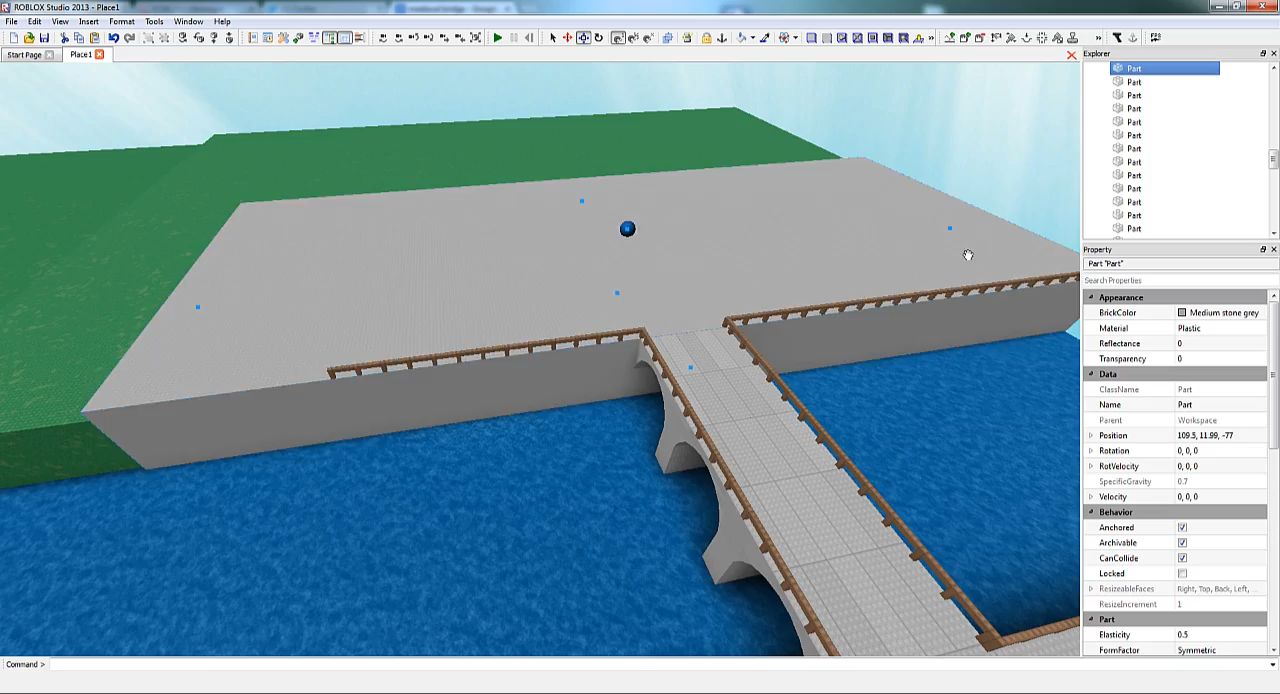 ROBLOX Studio 2013 - Place1
File Edit View Insert Format Tools Window Help
Start Page Place1
Explorer
Part
Part
Part
Part
Part
Part
Part
Part
Part
Part
Part
Part
Part
Property
Part "Part"
Search Properties
Appearance
BrickColor Medium stone grey
Material Plastic
Reflectance 0
Transparency 0
Data
ClassName Part
Name Part
Parent Workspace
Position 109.5, 11.99, -77
Rotation 0, 0, 0
RotVelocity 0, 0, 0
SpecificGravity 0.7
Velocity 0, 0, 0
Behavior
Anchored
Archivable
CanCollide
Locked
ResizeableFaces Right, Top, Back, Left, ...
ResizeIncrement 1
Part
Elasticity 0.5
FormFactor Symmetric
Command >